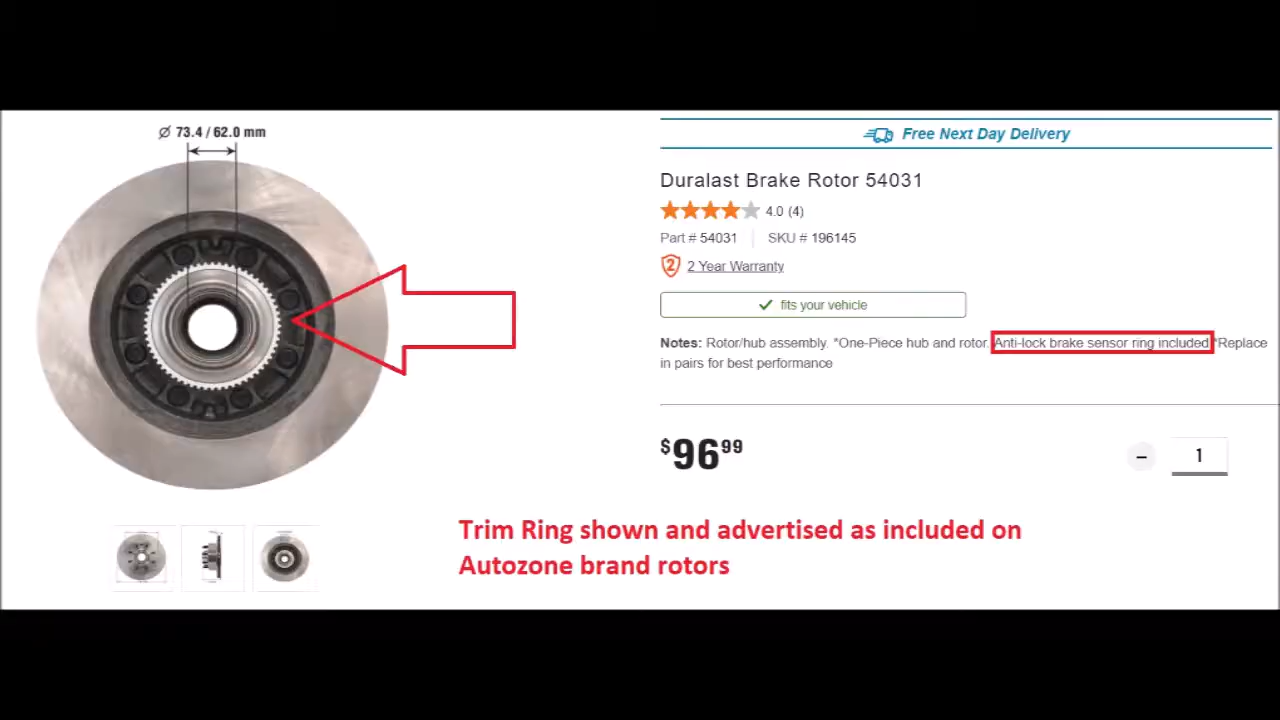 Ø 73.4 / 62.0 mm
Free Next Day Delivery
Duralast Brake Rotor 54031
4.0 (4)
Part # 54031 SKU # 196145
2 2 Year Warranty
fits your vehicle
Notes: Rotor/hub assembly. *One-Piece hub and rotor. Anti-lock brake sensor ring included. *Replace
in pairs for best performance
$96 99
− 1
Trim Ring shown and advertised as included on
Autozone brand rotors